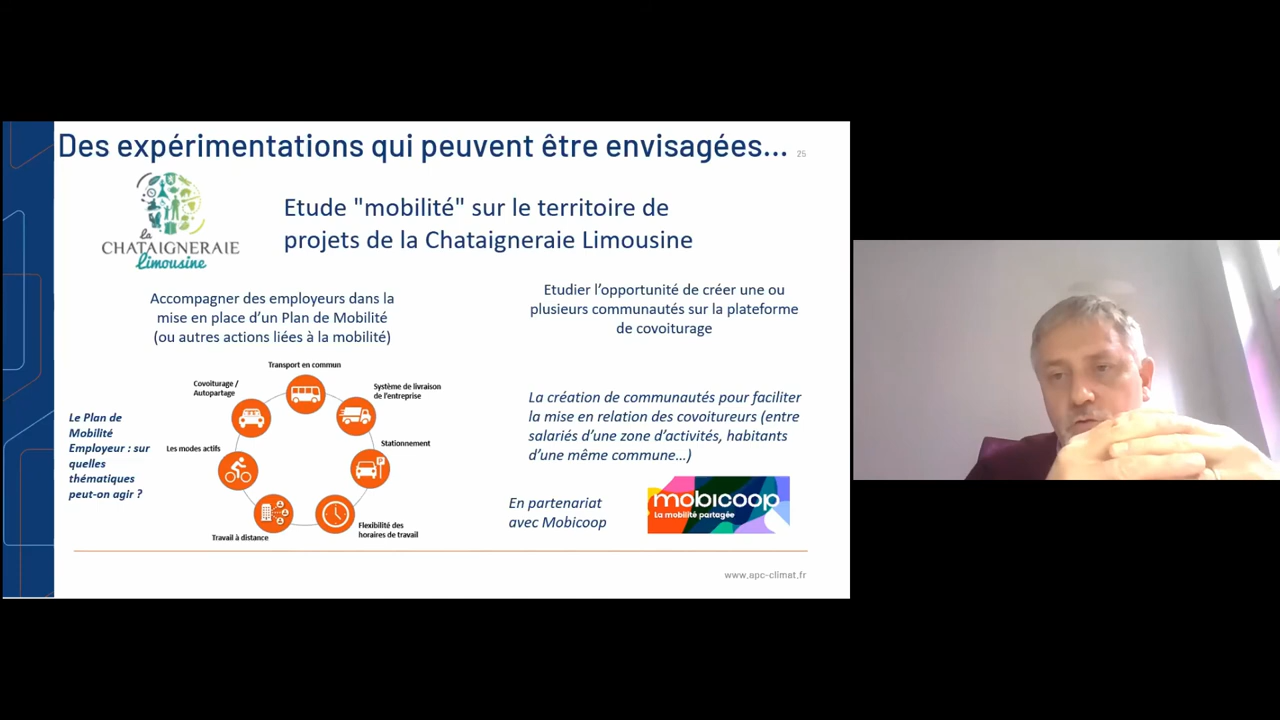 Des expérimentations qui peuvent être envisagées...
25
la
CHATAIGNERAIE
Limousine
Etude "mobilité" sur le territoire de
projets de la Chataigneraie Limousine
Accompagner des employeurs dans la
mise en place d'un Plan de Mobilité
(ou autres actions liées à la mobilité)
Etudier l'opportunité de créer une ou
plusieurs communautés sur la plateforme
de covoiturage
Le Plan de
Mobilité
Employeur : sur
quelles
thématiques
peut-on agir ?
Transport en commun
Covoiturage /
Autopartage
Système de livraison
de l'entreprise
Les modes actifs
Stationnement
Travail à distance
Flexibilité des
horaires de travail
La création de communautés pour faciliter
la mise en relation des covoitureurs (entre
salariés d'une zone d'activités, habitants
d'une même commune...)
En partenariat
avec Mobicoop
mobicoop
La mobilité partagée
www.apc-climat.fr